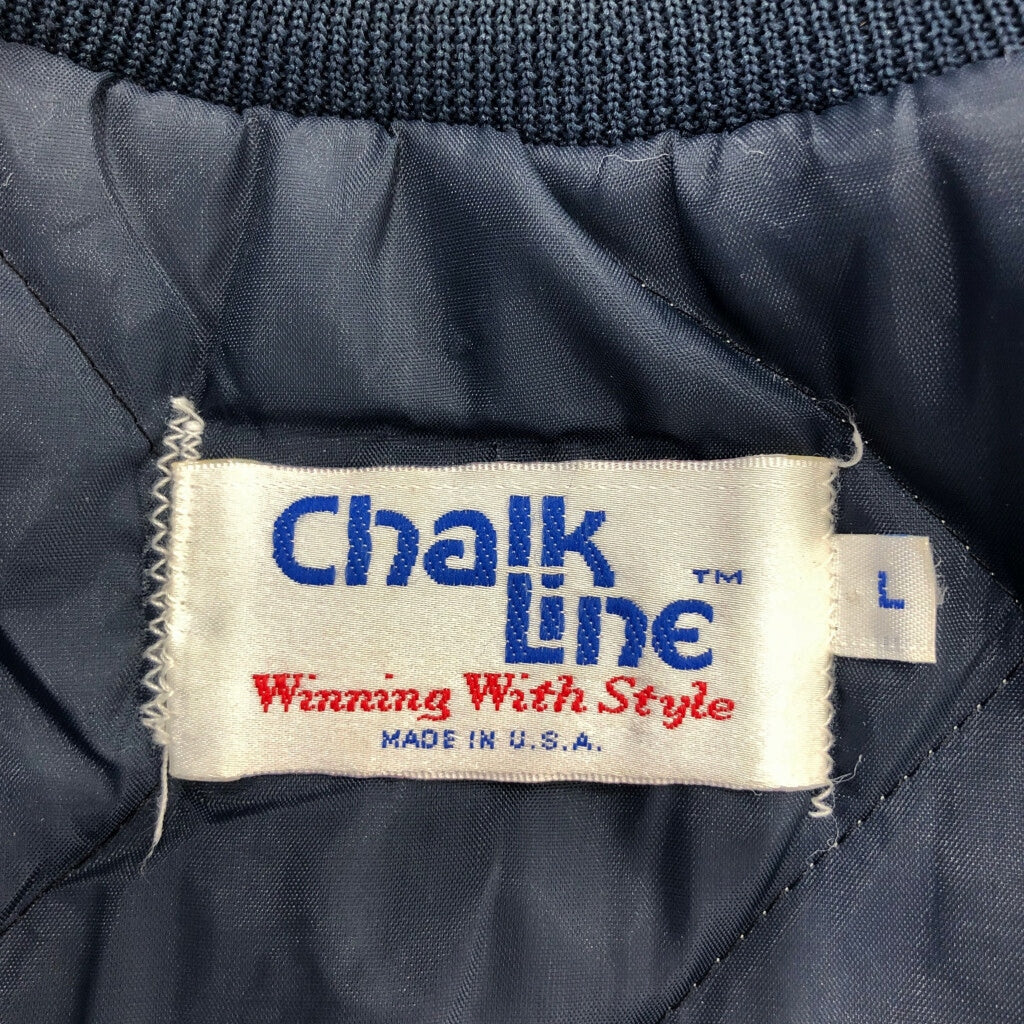 Chalk
Line™
L
Winning With Style
MADE IN U.S.A.